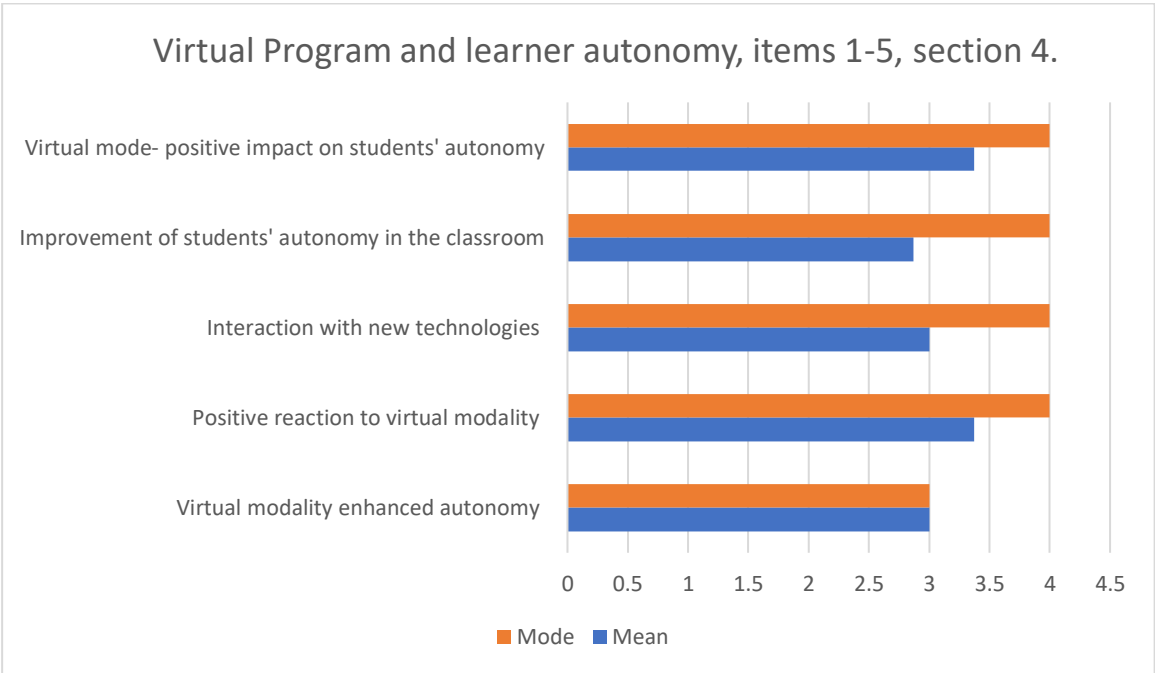 Virtual Program and learner autonomy, items 1-5, section 4.
Virtual mode- positive impact on students' autonomy
Improvement of students' autonomy in the classroom
Interaction with new technologies
Positive reaction to virtual modality
Virtual modality enhanced autonomy
0 0.5 1 1.5 2 2.5 3 3.5 4 4.5
Mode Mean